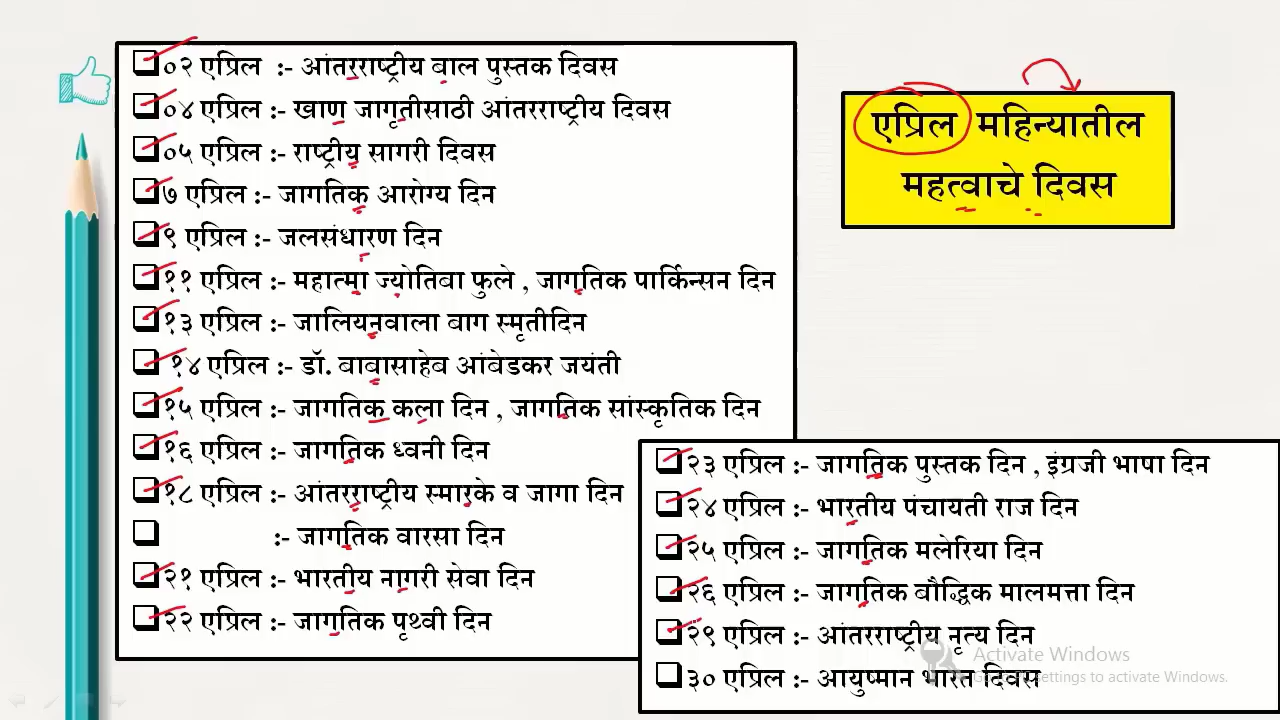 एप्रिल महिन्यातील
महत्वाचे दिवस
०२ एप्रिल :- आंतरराष्ट्रीय बाल पुस्तक दिवस
०४ एप्रिल :- खाण जागृतीसाठी आंतरराष्ट्रीय दिवस
०५ एप्रिल :- राष्ट्रीय सागरी दिवस
७ एप्रिल :- जागतिक आरोग्य दिन
९ एप्रिल :- जलसंधारण दिन
११ एप्रिल :- महात्मा ज्योतिबा फुले , जागतिक पार्किन्सन दिन
१३ एप्रिल :- जालियनवाला बाग स्मृतीदिन
१४ एप्रिल :- डॉ. बाबासाहेब आंबेडकर जयंती
१५ एप्रिल :- जागतिक कला दिन , जागतिक सांस्कृतिक दिन
१६ एप्रिल :- जागतिक ध्वनी दिन
१८ एप्रिल :- आंतरराष्ट्रीय स्मारके व जागा दिन
:- जागतिक वारसा दिन
२१ एप्रिल :- भारतीय नागरी सेवा दिन
२२ एप्रिल :- जागतिक पृथ्वी दिन
२३ एप्रिल :- जागतिक पुस्तक दिन , इंग्रजी भाषा दिन
२४ एप्रिल :- भारतीय पंचायती राज दिन
२५ एप्रिल :- जागतिक मलेरिया दिन
२६ एप्रिल :- जागतिक बौद्धिक मालमत्ता दिन
२९ एप्रिल :- आंतरराष्ट्रीय नृत्य दिन
३० एप्रिल :- आयुष्मान भारत दिवस
Activate Windows
Go to PC settings to activate Windows.